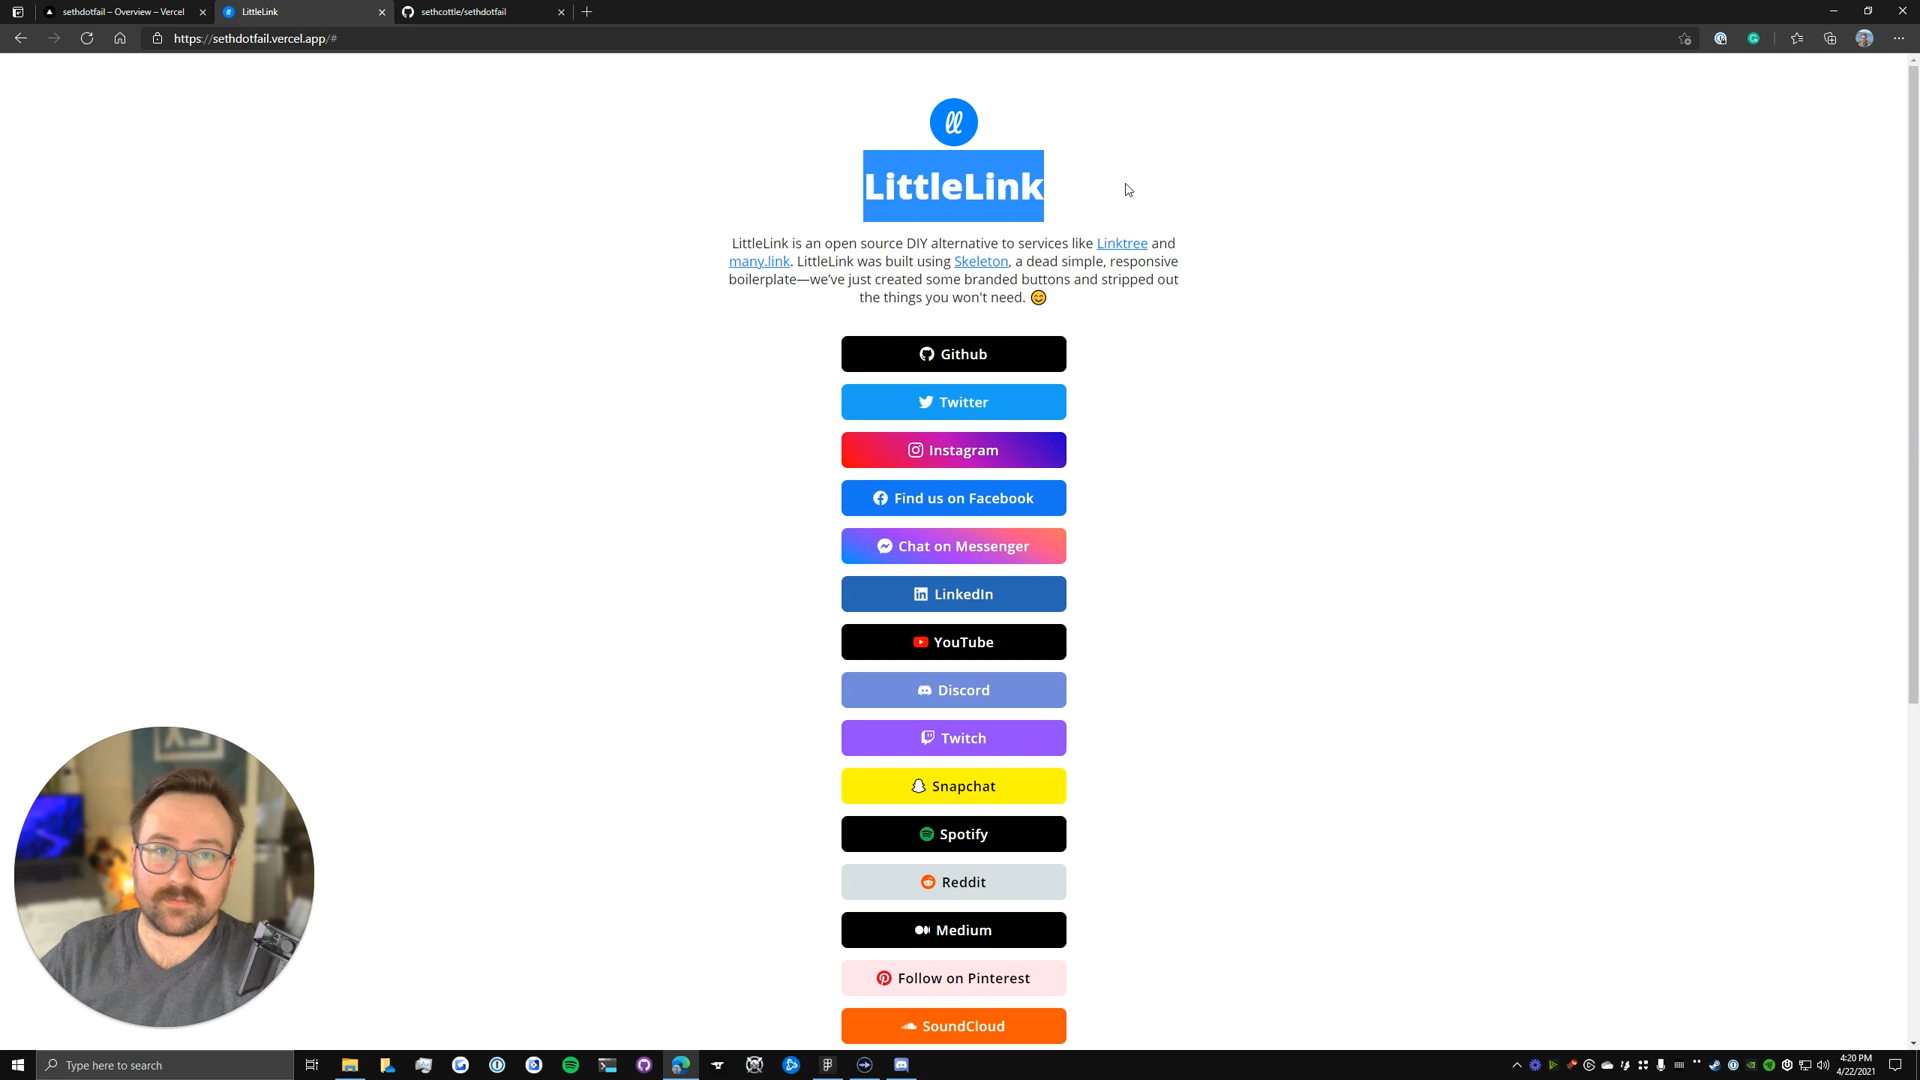 sethdotfail – Overview – Vercel
LittleLink
sethcottle/sethdotfail
https://sethdotfail.vercel.app/#
ll
LittleLink
LittleLink is an open source DIY alternative to services like Linktree and
many.link. LittleLink was built using Skeleton, a dead simple, responsive
boilerplate—we've just created some branded buttons and stripped out
the things you won't need. 😊
Github
Twitter
Instagram
Find us on Facebook
Chat on Messenger
LinkedIn
YouTube
Discord
Twitch
Snapchat
Spotify
Reddit
Medium
Follow on Pinterest
SoundCloud
Type here to search
4:20 PM
4/22/2021